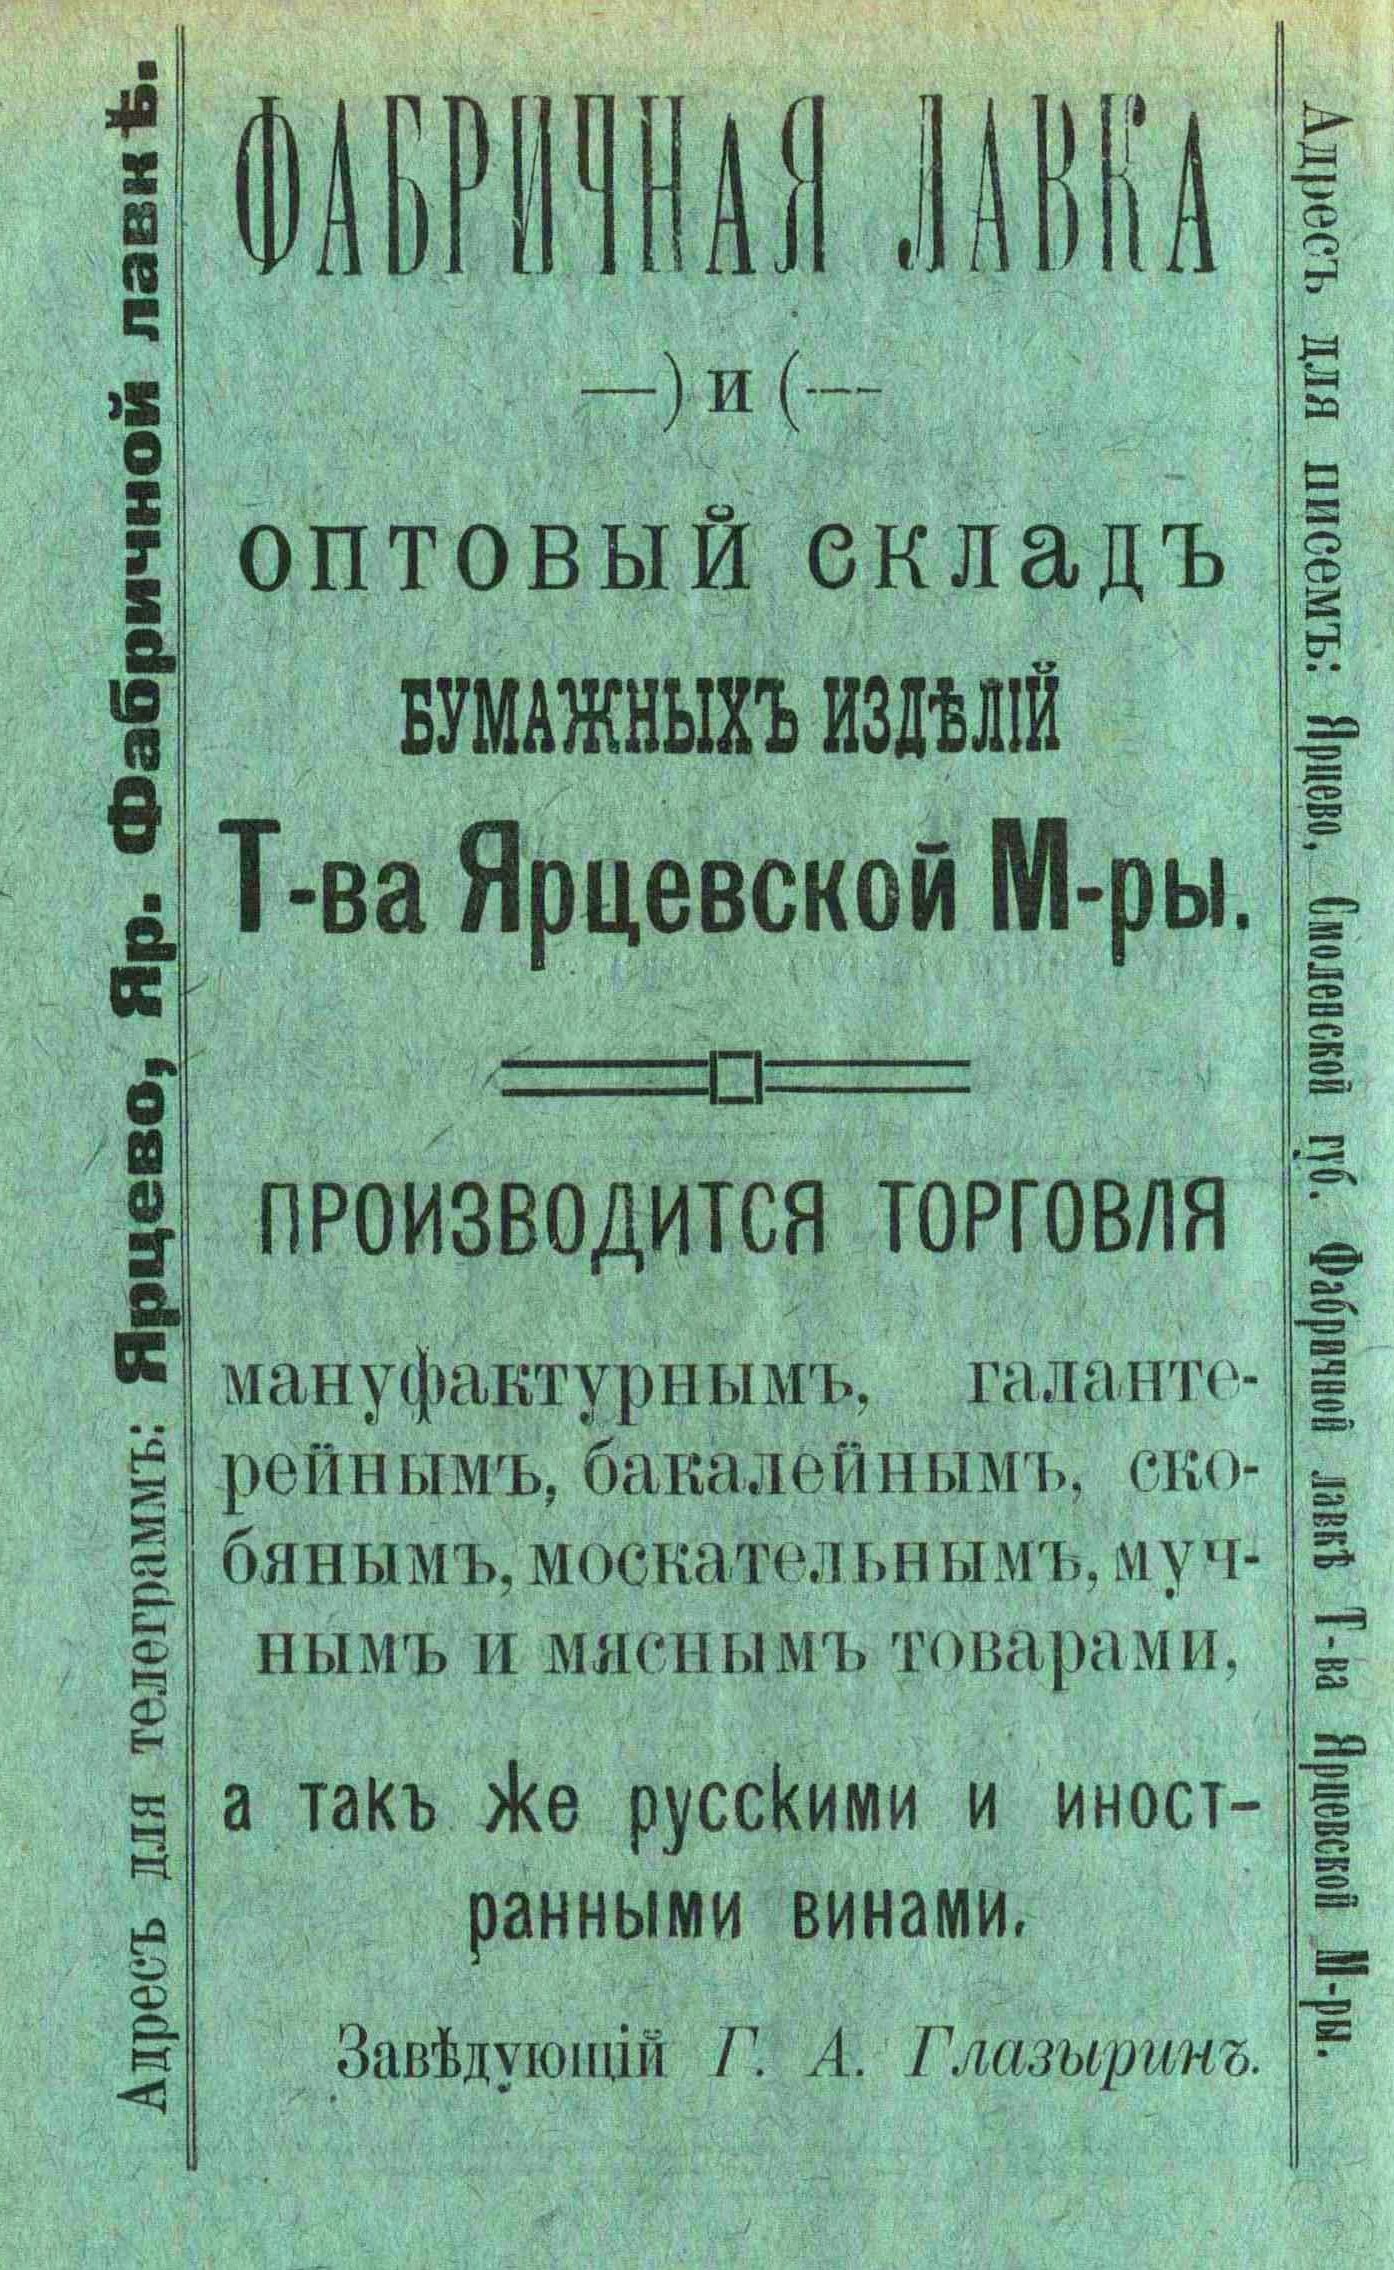 Адресъ для телеграммъ: Ярцево, Яр. Фабричной лавкѣ.
ФАБРИЧНАЯ ЛАВКА
—) и (—
ОПТОВЫЙ СКЛАДЪ
БУМАЖНЫХЪ ИЗДѢЛІЙ
Т-ва Ярцевской М-ры.
ПРОИЗВОДИТСЯ ТОРГОВЛЯ
мануфактурнымъ, галанте-
рейнымъ, бакалейнымъ, ско-
бянымъ, москательнымъ, муч-
нымъ и мяснымъ товарами,
а такъ же русскими и иност-
ранными винами.
Завѣдующій Г. А. Глазыринъ.
Адресъ для писемъ: Ярцево, Смоленской губ. Фабричной лавкѣ Т-ва Ярцевской М-ры.